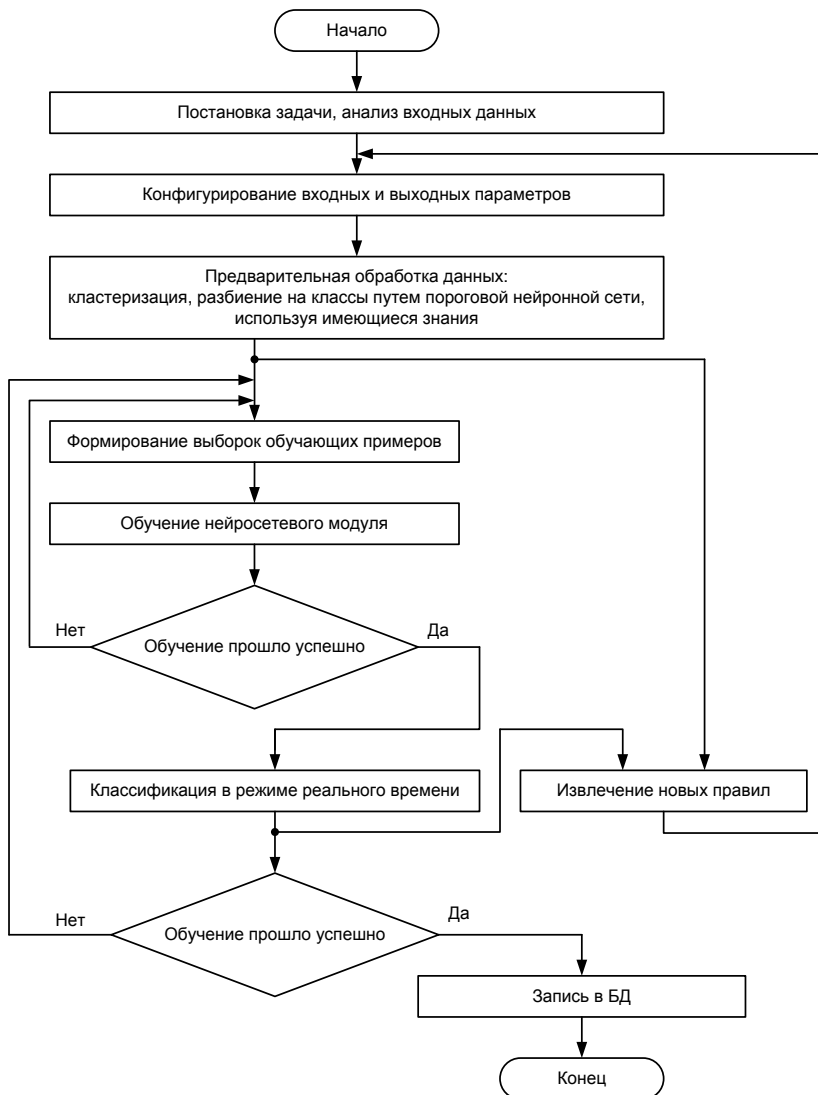 Начало
Постановка задачи, анализ входных данных
Конфигурирование входных и выходных параметров
Предварительная обработка данных:
кластеризация, разбиение на классы путем пороговой нейронной сети,
используя имеющиеся знания
Формирование выборок обучающих примеров
Обучение нейросетевого модуля
Нет
Да
Обучение прошло успешно
Классификация в режиме реального времени
Извлечение новых правил
Нет
Да
Обучение прошло успешно
Запись в БД
Конец